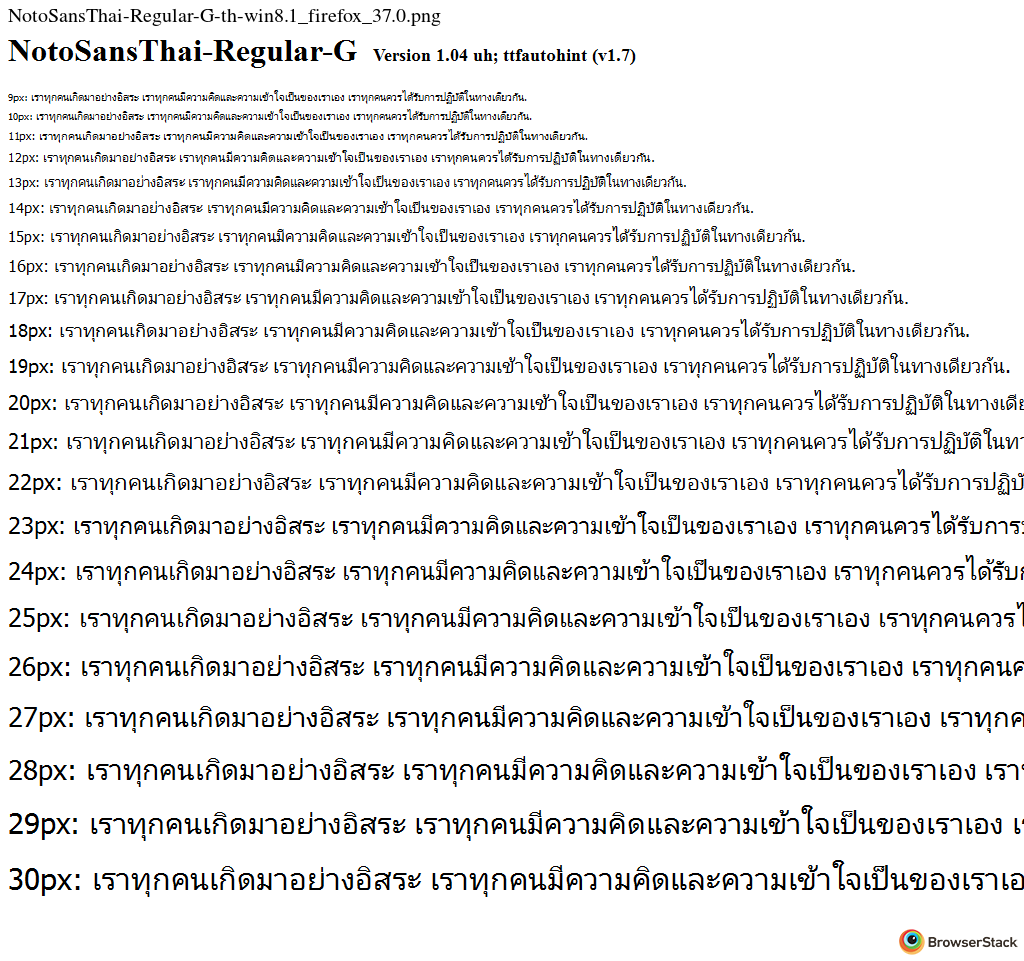 NotoSansThai-Regular-G-th-win8.1_firefox_37.0.png
NotoSansThai-Regular-G Version 1.04 uh; ttfautohint (v1.7)
9px: เราทุกคนเกิดมาอย่างอิสระ เราทุกคนมีความคิดและความเข้าใจเป็นของเราเอง เราทุกคนควรได้รับการปฏิบัติในทางเดียวกัน.
10px: เราทุกคนเกิดมาอย่างอิสระ เราทุกคนมีความคิดและความเข้าใจเป็นของเราเอง เราทุกคนควรได้รับการปฏิบัติในทางเดียวกัน.
11px: เราทุกคนเกิดมาอย่างอิสระ เราทุกคนมีความคิดและความเข้าใจเป็นของเราเอง เราทุกคนควรได้รับการปฏิบัติในทางเดียวกัน.
12px: เราทุกคนเกิดมาอย่างอิสระ เราทุกคนมีความคิดและความเข้าใจเป็นของเราเอง เราทุกคนควรได้รับการปฏิบัติในทางเดียวกัน.
13px: เราทุกคนเกิดมาอย่างอิสระ เราทุกคนมีความคิดและความเข้าใจเป็นของเราเอง เราทุกคนควรได้รับการปฏิบัติในทางเดียวกัน.
14px: เราทุกคนเกิดมาอย่างอิสระ เราทุกคนมีความคิดและความเข้าใจเป็นของเราเอง เราทุกคนควรได้รับการปฏิบัติในทางเดียวกัน.
15px: เราทุกคนเกิดมาอย่างอิสระ เราทุกคนมีความคิดและความเข้าใจเป็นของเราเอง เราทุกคนควรได้รับการปฏิบัติในทางเดียวกัน.
16px: เราทุกคนเกิดมาอย่างอิสระ เราทุกคนมีความคิดและความเข้าใจเป็นของเราเอง เราทุกคนควรได้รับการปฏิบัติในทางเดียวกัน.
17px: เราทุกคนเกิดมาอย่างอิสระ เราทุกคนมีความคิดและความเข้าใจเป็นของเราเอง เราทุกคนควรได้รับการปฏิบัติในทางเดียวกัน.
18px: เราทุกคนเกิดมาอย่างอิสระ เราทุกคนมีความคิดและความเข้าใจเป็นของเราเอง เราทุกคนควรได้รับการปฏิบัติในทางเดียวกัน.
19px: เราทุกคนเกิดมาอย่างอิสระ เราทุกคนมีความคิดและความเข้าใจเป็นของเราเอง เราทุกคนควรได้รับการปฏิบัติในทางเดียวกัน.
20px: เราทุกคนเกิดมาอย่างอิสระ เราทุกคนมีความคิดและความเข้าใจเป็นของเราเอง เราทุกคนควรได้รับการปฏิบัติในทางเดี
21px: เราทุกคนเกิดมาอย่างอิสระ เราทุกคนมีความคิดและความเข้าใจเป็นของเราเอง เราทุกคนควรได้รับการปฏิบัติในท
22px: เราทุกคนเกิดมาอย่างอิสระ เราทุกคนมีความคิดและความเข้าใจเป็นของเราเอง เราทุกคนควรได้รับการปฏิบั
23px: เราทุกคนเกิดมาอย่างอิสระ เราทุกคนมีความคิดและความเข้าใจเป็นของเราเอง เราทุกคนควรได้รับการ
24px: เราทุกคนเกิดมาอย่างอิสระ เราทุกคนมีความคิดและความเข้าใจเป็นของเราเอง เราทุกคนควรได้รับ
25px: เราทุกคนเกิดมาอย่างอิสระ เราทุกคนมีความคิดและความเข้าใจเป็นของเราเอง เราทุกคนควร
26px: เราทุกคนเกิดมาอย่างอิสระ เราทุกคนมีความคิดและความเข้าใจเป็นของเราเอง เราทุกคน
27px: เราทุกคนเกิดมาอย่างอิสระ เราทุกคนมีความคิดและความเข้าใจเป็นของเราเอง เราทุก
28px: เราทุกคนเกิดมาอย่างอิสระ เราทุกคนมีความคิดและความเข้าใจเป็นของเราเอง เรา
29px: เราทุกคนเกิดมาอย่างอิสระ เราทุกคนมีความคิดและความเข้าใจเป็นของเราเอง เ
30px: เราทุกคนเกิดมาอย่างอิสระ เราทุกคนมีความคิดและความเข้าใจเป็นของเราเอ
BrowserStack